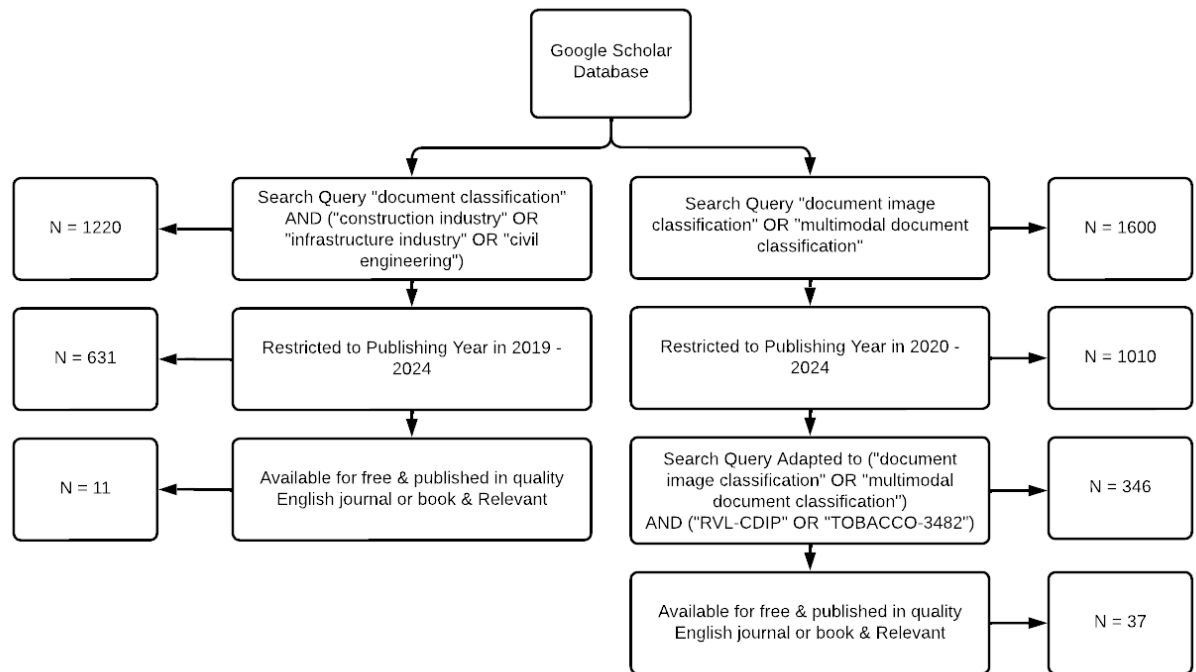 Google Scholar
Database
N = 1220
Search Query "document classification"
AND ("construction industry" OR
"infrastructure industry" OR "civil
engineering")
Search Query "document image
classification" OR "multimodal document
classification"
N = 1600
N = 631
Restricted to Publishing Year in 2019 -
2024
Restricted to Publishing Year in 2020 -
2024
N = 1010
N = 11
Available for free & published in quality
English journal or book & Relevant
Search Query Adapted to ("document
image classification" OR "multimodal
document classification")
AND ("RVL-CDIP" OR "TOBACCO-3482")
N = 346
Available for free & published in quality
English journal or book & Relevant
N = 37